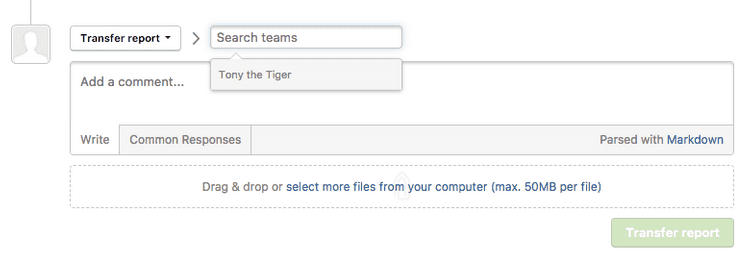 Transfer report
Search teams
Tony the Tiger
Add a comment...
Write
Common Responses
Parsed with Markdown
Drag & drop or select more files from your computer (max. 50MB per file)
Transfer report